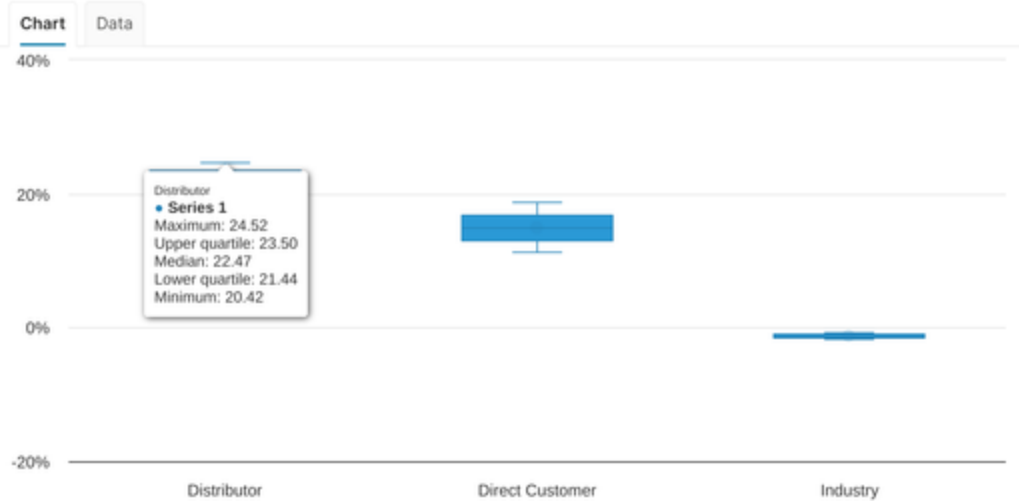 Chart Data
40%
20%
0%
-20%
Distributor
● Series 1
Maximum: 24.52
Upper quartile: 23.50
Median: 22.47
Lower quartile: 21.44
Minimum: 20.42
Distributor Direct Customer Industry